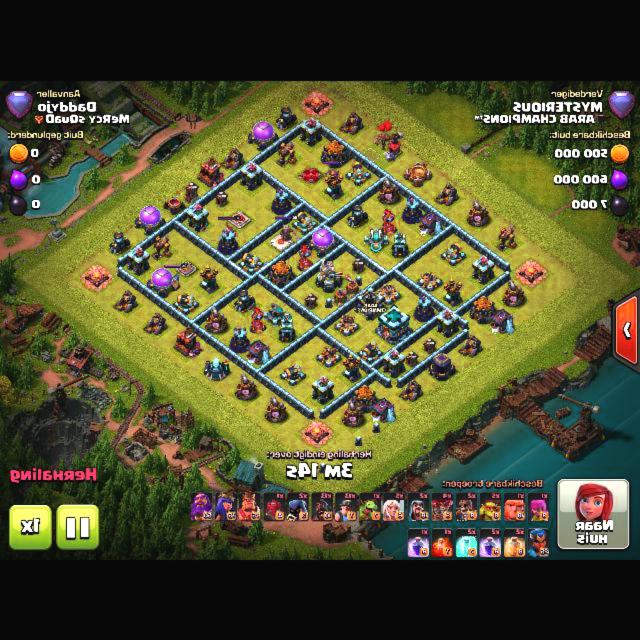 Verdediger
MYSTERIOUS
ARAB CHAMPIONS™
Beschikbare buit:
500 000
600 000
7 000
Aanvaller
Daddyjo
MERCY SQUAD
Buit geplunderd:
0
0
0
Herhaling eindigt over:
3M 14S
Herhaling
Beschikbare troepen:
Naar
huis
1x